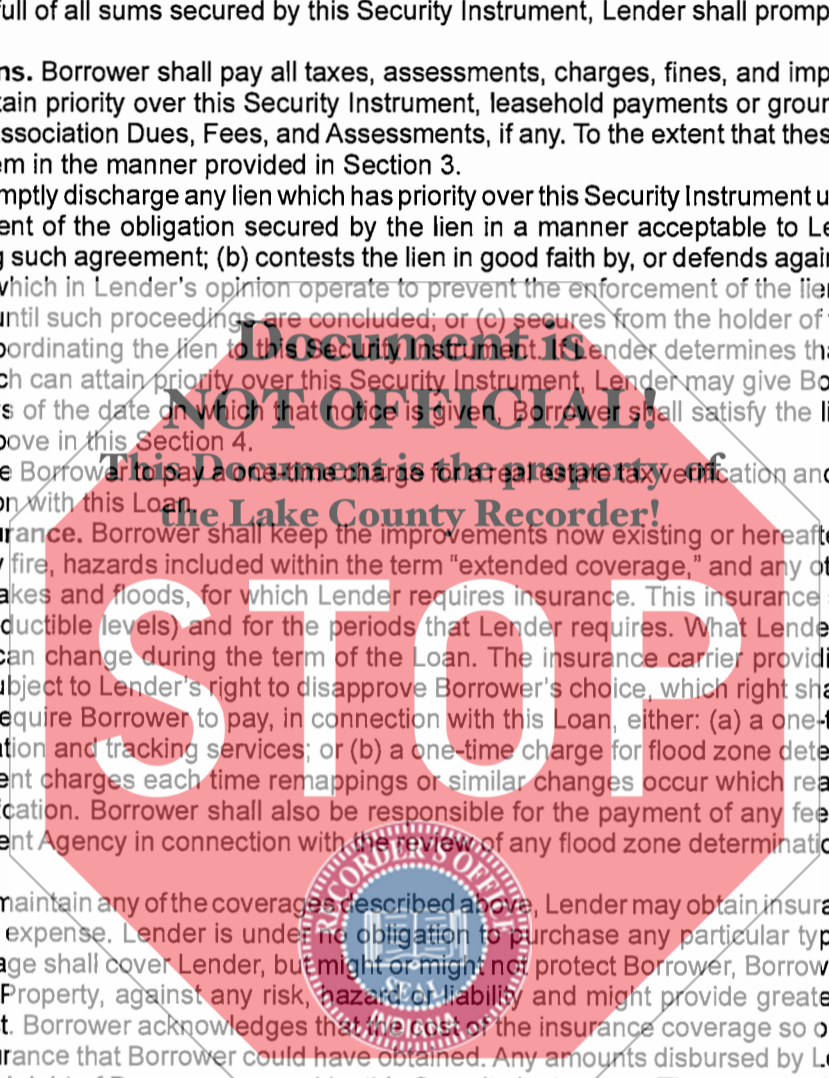 full of all sums secured by this Security Instrument, Lender shall promp
ns. Borrower shall pay all taxes, assessments, charges, fines, and imp
tain priority over this Security Instrument, leasehold payments or groun
ssociation Dues, Fees, and Assessments, if any. To the extent that thes
em in the manner provided in Section 3.
mptly discharge any lien which has priority over this Security Instrument u
ent of the obligation secured by the lien in a manner acceptable to Le
g such agreement; (b) contests the lien in good faith by, or defends again
which in Lender's opinion operate to prevent the enforcement of the lien
until such proceedings are concluded; or (c) secures from the holder of
Document is
ordinating the lien to this Security Instrument. If Lender determines tha
ch can attain priority over this Security Instrument, Lender may give Bo
NOT OFFICIAL!
s of the date on which that notice is given, Borrower shall satisfy the li
ove in this Section 4.
This Document is the property of
e Borrower to pay a one-time charge for a real estate tax verification and
on with this Loan.
the Lake County Recorder!
rance. Borrower shall keep the improvements now existing or hereafte
fire, hazards included within the term "extended coverage," and any ot
akes and floods, for which Lender requires insurance. This insurance
ductible levels) and for the periods that Lender requires. What Lende
can change during the term of the Loan. The insurance carrier providi
STOP
bject to Lender's right to disapprove Borrower's choice, which right sha
equire Borrower to pay, in connection with this Loan, either: (a) a one-t
tion and tracking services; or (b) a one-time charge for flood zone dete
ent charges each time remappings or similar changes occur which rea
cation. Borrower shall also be responsible for the payment of any fee
ent Agency in connection with the review of any flood zone determinatio
RECORDER'S OFFICE
maintain any of the coverages described above, Lender may obtain insura
expense. Lender is under no obligation to purchase any particular typ
age shall cover Lender, but might or might not protect Borrower, Borrow
SEAL
Property, against any risk, hazard or liability and might provide greate
INDIANA
t. Borrower acknowledges that the cost of the insurance coverage so o
rance that Borrower could have obtained. Any amounts disbursed by Le